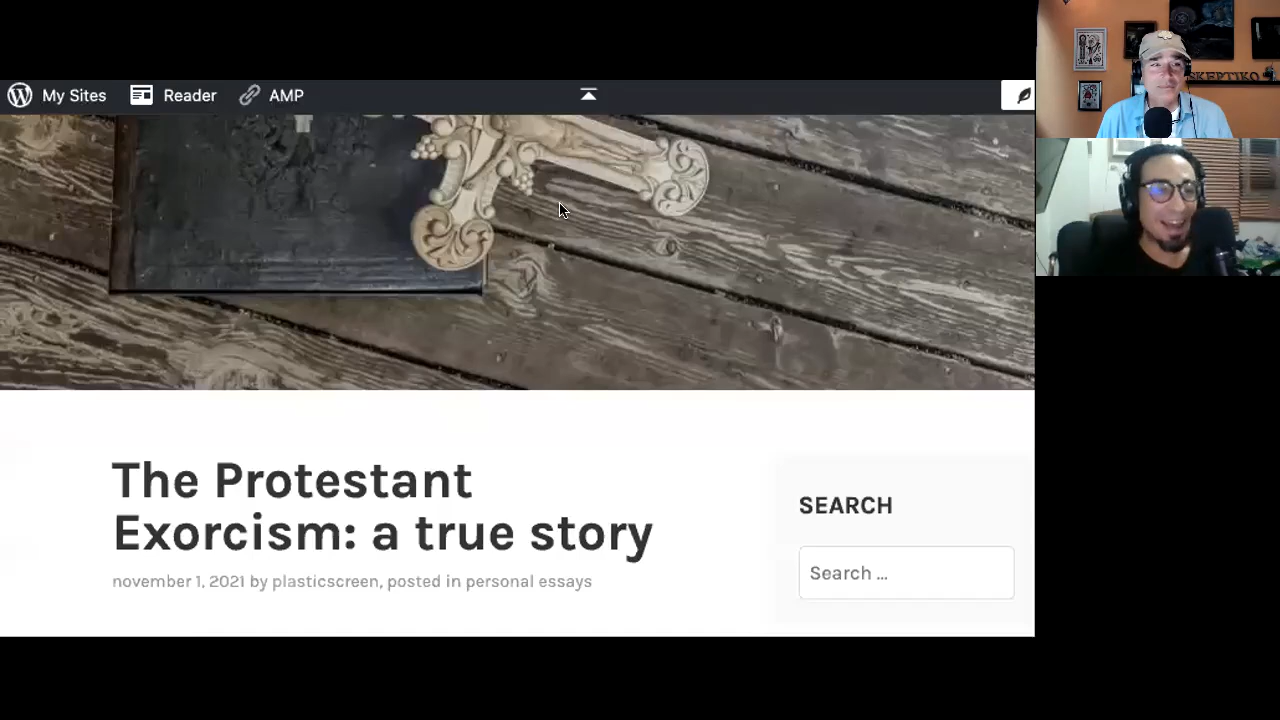 My Sites Reader AMP
SKEPTIKO
The Protestant
Exorcism: a true story
november 1, 2021 by plasticscreen, posted in personal essays
SEARCH
Search ...